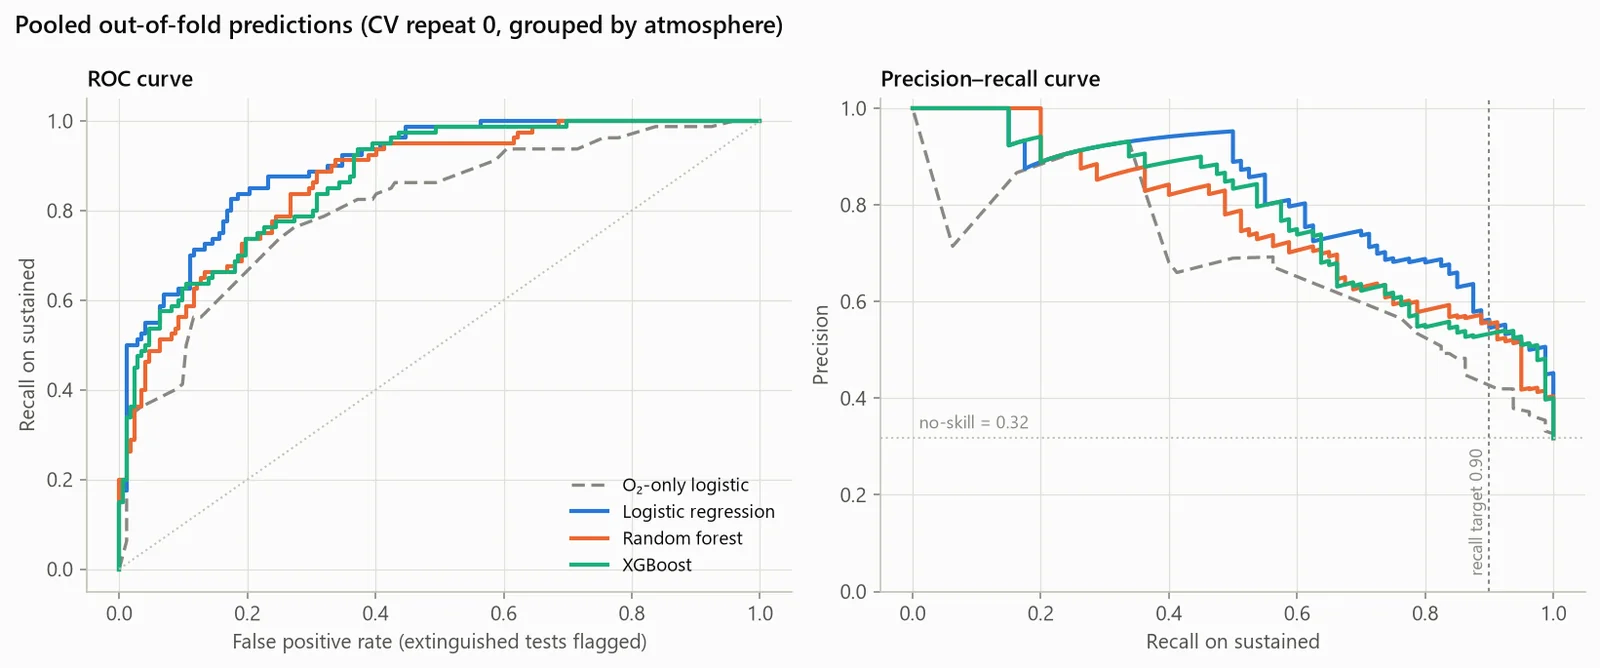 Pooled out-of-fold predictions (CV repeat 0, grouped by atmosphere)
ROC curve
1.0
0.8
0.6
0.4
0.2
0.0
Recall on sustained
0.0 0.2 0.4 0.6 0.8 1.0
False positive rate (extinguished tests flagged)
O₂-only logistic
Logistic regression
Random forest
XGBoost
Precision–recall curve
1.0
0.8
0.6
0.4
0.2
0.0
Precision
no-skill = 0.32
recall target 0.90
0.0 0.2 0.4 0.6 0.8 1.0
Recall on sustained